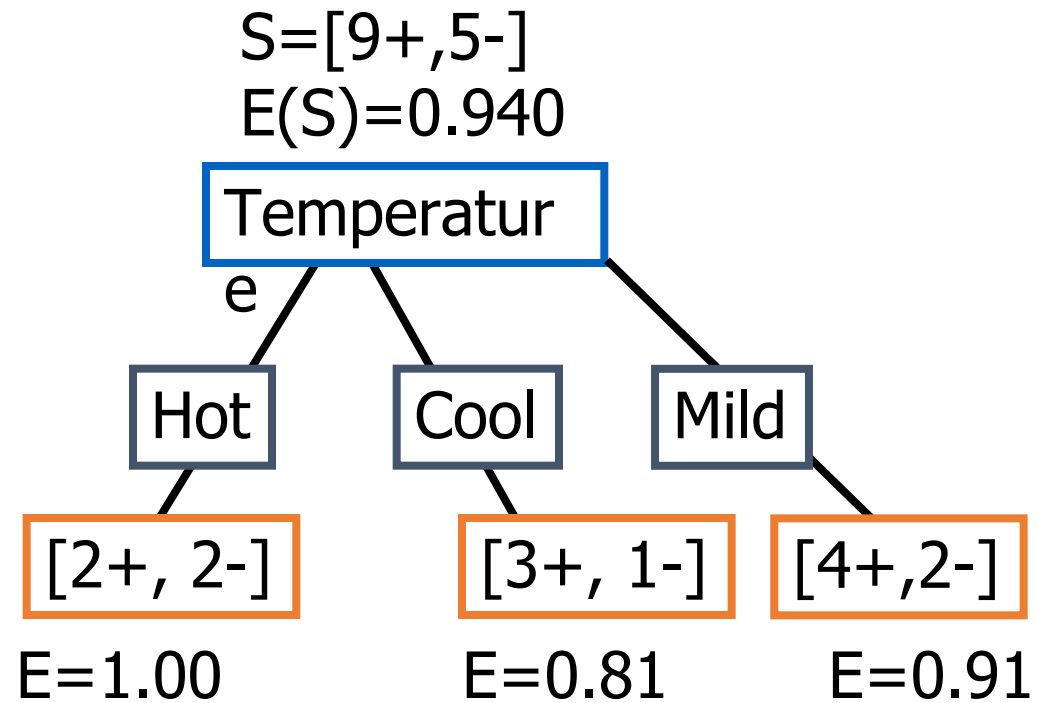 S=[9+,5-]
E(S)=0.940
Temperatur
e
Hot
Cool
Mild
[2+, 2-]
[3+, 1-]
[4+,2-]
E=1.00
E=0.81
E=0.91